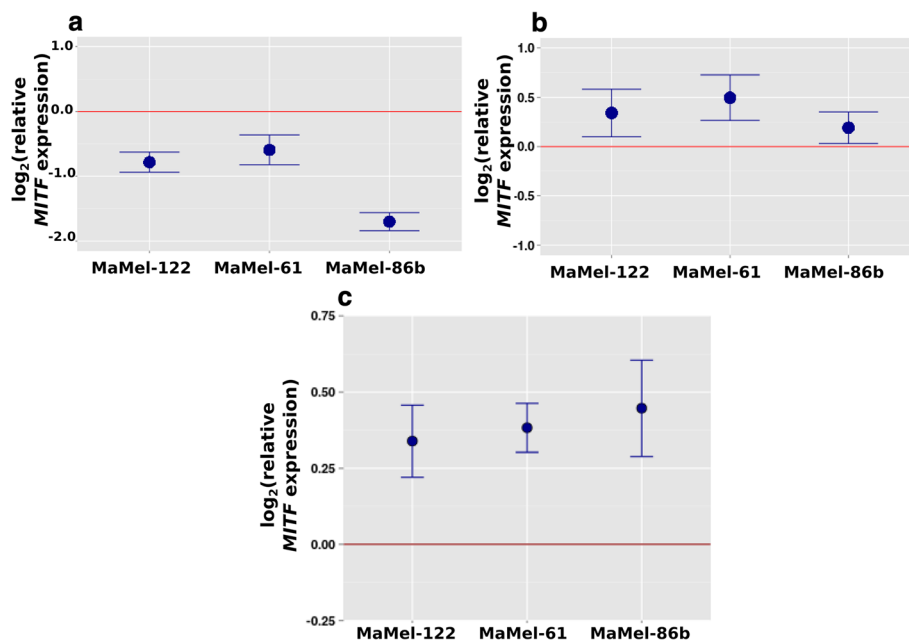 a
log₂(relative
MITF expression)
1.0
0.0
-1.0
-2.0
MaMel-122 MaMel-61 MaMel-86b
b
log₂(relative
MITF expression)
1.0
0.5
0.0
-0.5
-1.0
MaMel-122 MaMel-61 MaMel-86b
c
log₂(relative
MITF expression)
0.75
0.50
0.25
0.00
-0.25
MaMel-122 MaMel-61 MaMel-86b